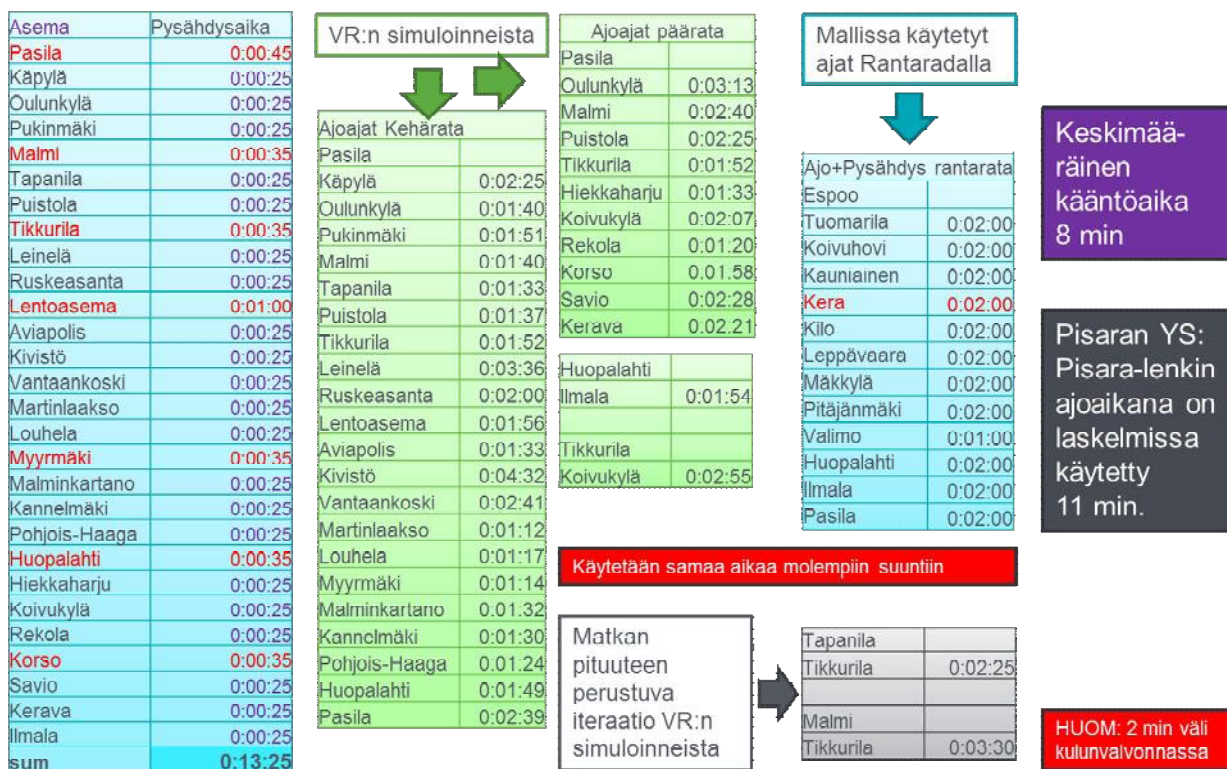 Asema Pysähdysaika
Pasila 0:00:45
Käpylä 0:00:25
Oulunkylä 0:00:25
Pukinmäki 0:00:25
Malmi 0:00:35
Tapanila 0:00:25
Puistola 0:00:25
Tikkurila 0:00:35
Leinelä 0:00:25
Ruskeasanta 0:00:25
Lentoasema 0:01:00
Aviapolis 0:00:25
Kivistö 0:00:25
Vantaankoski 0:00:25
Martinlaakso 0:00:25
Louhela 0:00:25
Myyrmäki 0:00:35
Malminkartano 0:00:25
Kannelmäki 0:00:25
Pohjois-Haaga 0:00:25
Huopalahti 0:00:35
Hiekkaharju 0:00:25
Koivukylä 0:00:25
Rekola 0:00:25
Korso 0:00:35
Savio 0:00:25
Kerava 0:00:25
Ilmala 0:00:25
sum 0:13:25
VR:n simuloinneista
Ajoajat Kehärata
Pasila
Käpylä 0:02:25
Oulunkylä 0:01:40
Pukinmäki 0:01:51
Malmi 0:01:40
Tapanila 0:01:33
Puistola 0:01:37
Tikkurila 0:01:52
Leinelä 0:03:36
Ruskeasanta 0:02:00
Lentoasema 0:01:56
Aviapolis 0:01:33
Kivistö 0:04:32
Vantaankoski 0:02:41
Martinlaakso 0:01:12
Louhela 0:01:17
Myyrmäki 0:01:14
Malminkartano 0:01:32
Kannelmäki 0:01:30
Pohjois-Haaga 0:01:24
Huopalahti 0:01:49
Pasila 0:02:39
Ajoajat päärata
Pasila
Oulunkylä 0:03:13
Malmi 0:02:40
Puistola 0:02:25
Tikkurila 0:01:52
Hiekkaharju 0:01:33
Koivukylä 0:02:07
Rekola 0:01:20
Korso 0:01:58
Savio 0:02:28
Kerava 0:02:21
Huopalahti
Ilmala 0:01:54
Tikkurila
Koivukylä 0:02:55
Mallissa käytetyt
ajat Rantaradalla
Ajo+Pysähdys rantarata
Espoo
Tuomarila 0:02:00
Koivuhovi 0:02:00
Kauniainen 0:02:00
Kera 0:02:00
Kilo 0:02:00
Leppävaara 0:02:00
Mäkkylä 0:02:00
Pitäjänmäki 0:02:00
Valimo 0:01:00
Huopalahti 0:02:00
Ilmala 0:02:00
Pasila 0:02:00
Käytetään samaa aikaa molempiin suuntiin
Matkan
pituuteen
perustuva
iteraatio VR:n
simuloinneista
Tapanila
Tikkurila 0:02:25
Malmi
Tikkurila 0:03:30
Keskimää-
räinen
kääntöaika
8 min
Pisaran YS:
Pisara-lenkin
ajoaikana on
laskelmissa
käytetty
11 min.
HUOM: 2 min väli
kulunvalvonnassa